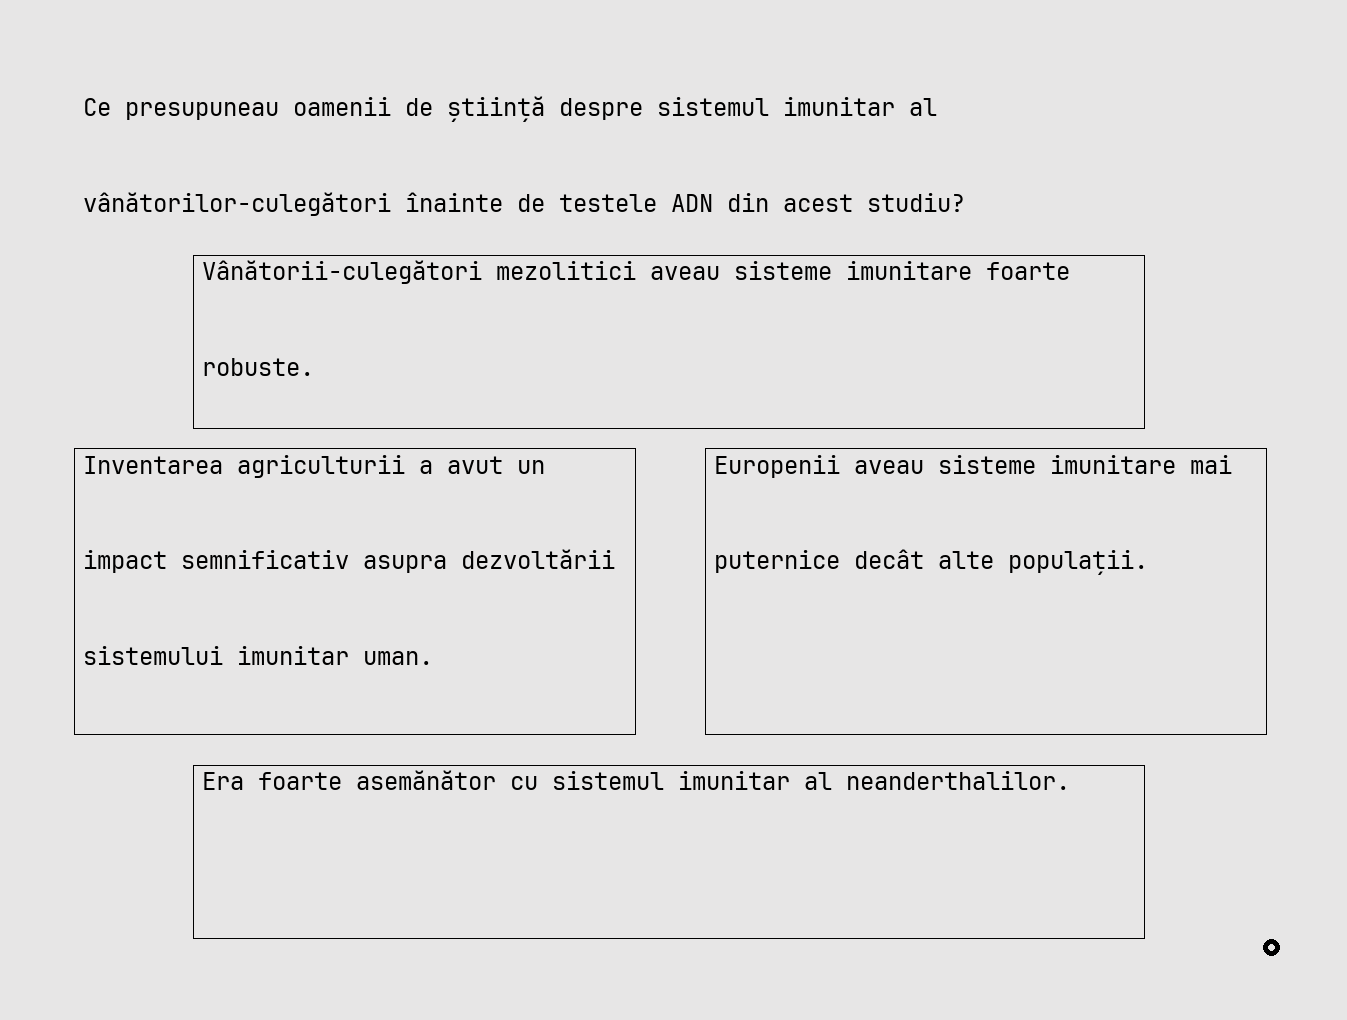 Ce presupuneau oamenii de știință despre sistemul imunitar al
vânătorilor-culegători înainte de testele ADN din acest studiu?
Vânătorii-culegători mezolitici aveau sisteme imunitare foarte
robuste.
Inventarea agriculturii a avut un
impact semnificativ asupra dezvoltării
sistemului imunitar uman.
Europenii aveau sisteme imunitare mai
puternice decât alte populații.
Era foarte asemănător cu sistemul imunitar al neanderthalilor.